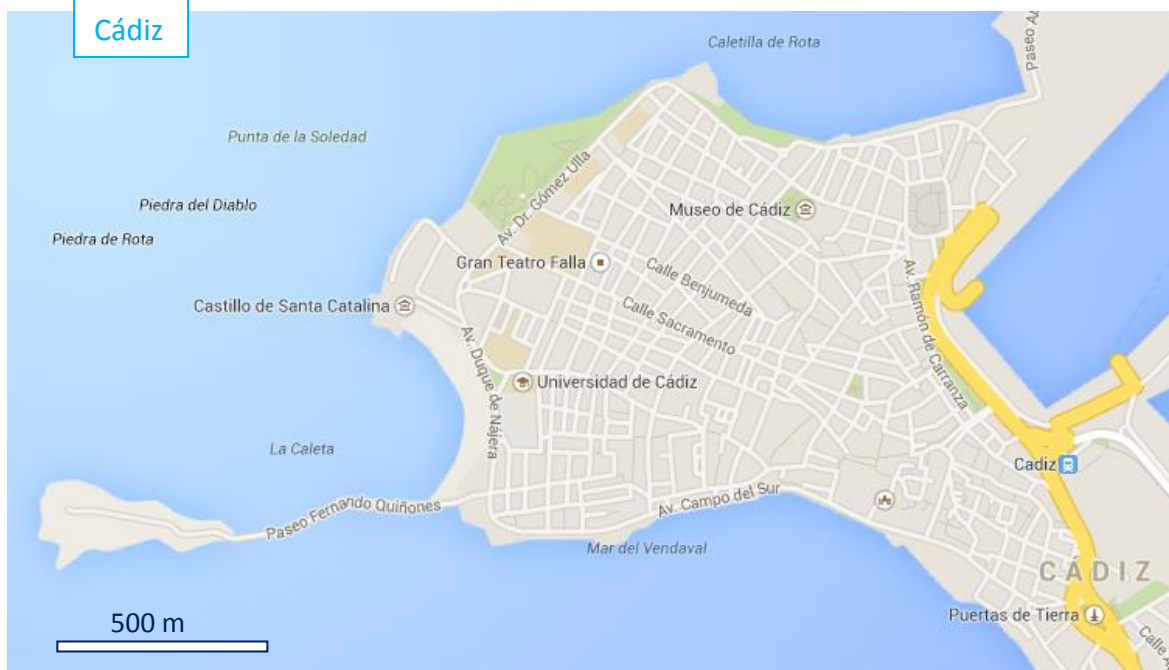 Cádiz
Caletilla de Rota
Punta de la Soledad
Av. Dr. Gómez Ulla
Piedra del Diablo
Museo de Cádiz
Piedra de Rota
Gran Teatro Falla
Calle Benjumeda
Castillo de Santa Catalina
Calle Sacramento
Av. Ramón de Carranza
Av. Duque de Nájera
Universidad de Cádiz
La Caleta
Cadiz
Paseo Fernando Quiñones
Av. Campo del Sur
Mar del Vendaval
CÁDIZ
500 m
Puertas de Tierra
Paseo
Calle